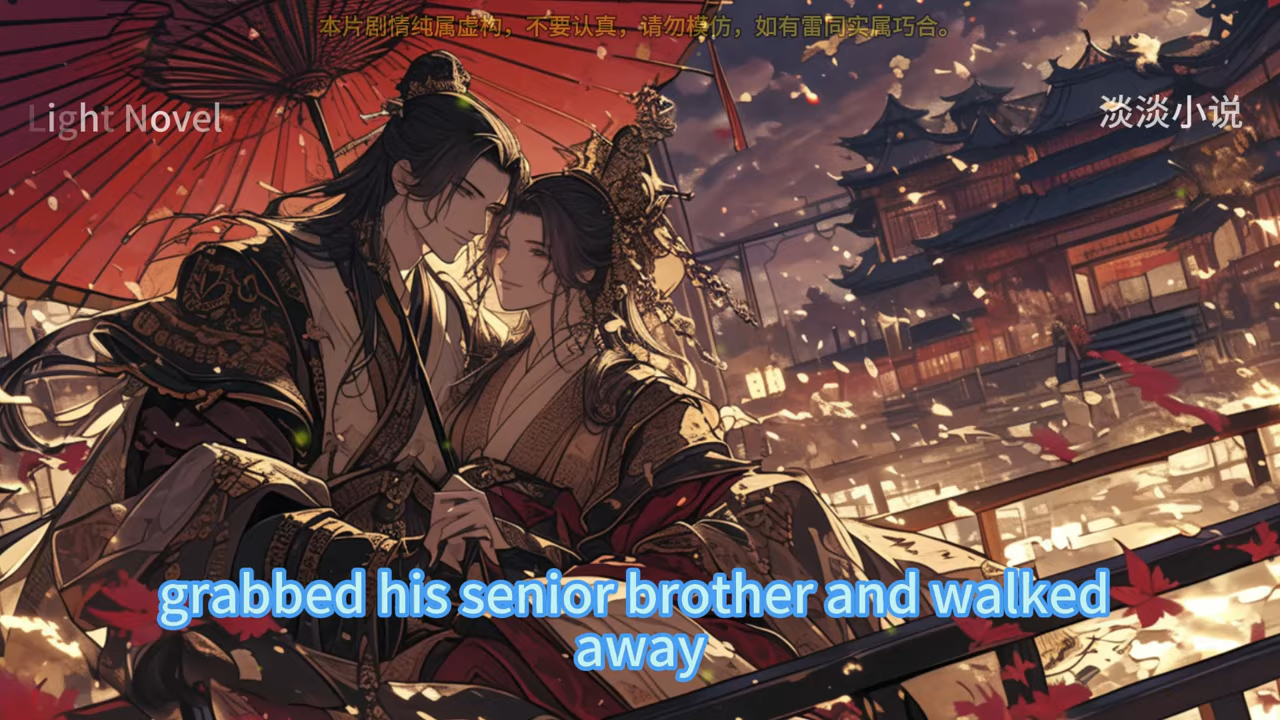 本片剧情纯属虚构，不要认真，请勿模仿，如有雷同实属巧合。
Light Novel
淡淡小说
grabbed his senior brother and walked
away